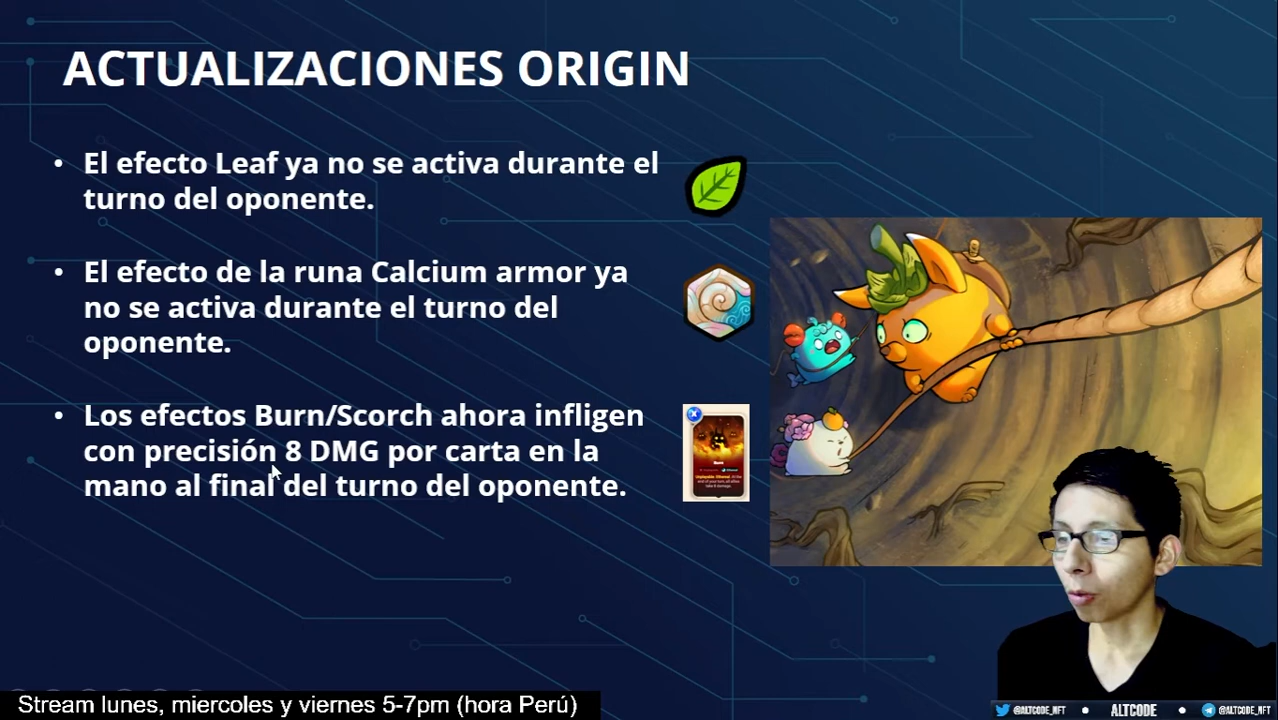 ACTUALIZACIONES ORIGIN
• El efecto Leaf ya no se activa durante el
turno del oponente.
• El efecto de la runa Calcium armor ya
no se activa durante el turno del
oponente.
• Los efectos Burn/Scorch ahora infligen
con precisión 8 DMG por carta en la
mano al final del turno del oponente.
Stream lunes, miercoles y viernes 5-7pm (hora Perú)
@ALTCODE_NFT • ALTCODE • @ALTCODE_NFT